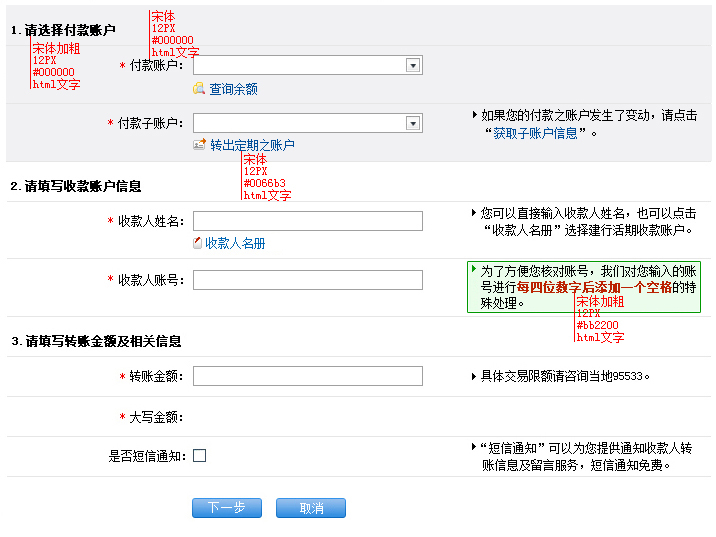 1.请选择付款账户
宋体加粗
12PX
#000000
html文字
宋体
12PX
#000000
html文字
* 付款账户：
查询余额
* 付款子账户：
转出定期之账户
如果您的付款之账户发生了变动，请点击
“获取子账户信息”。
宋体
12PX
#0066b3
html文字
2.请填写收款账户信息
* 收款人姓名：
收款人名册
您可以直接输入收款人姓名，也可以点击
“收款人名册”选择建行活期收款账户。
* 收款人账号：
为了方便您核对账号，我们对您输入的账
号进行每四位数字后添加一个空格的特
殊处理。
宋体加粗
12PX
#bb2200
html文字
3.请填写转账金额及相关信息
* 转账金额：
具体交易限额请咨询当地95533。
* 大写金额：
是否短信通知：
“短信通知”可以为您提供通知收款人转
账信息及留言服务，短信通知免费。
下一步
取消